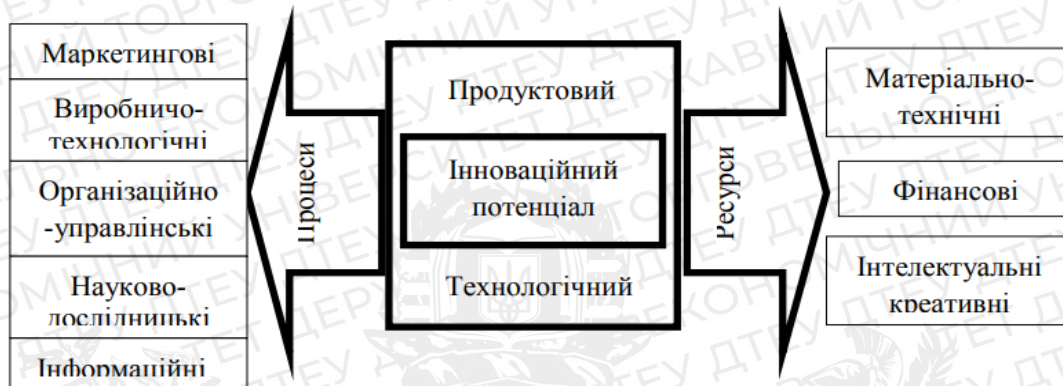 Маркетингові
Виробничо-
технологічні
Організаційно
-управлінські
Науково-
дослідницькі
Інформаційні
Процеси
Продуктовий
Інноваційний
потенціал
Технологічний
Ресурси
Матеріально-
технічні
Фінансові
Інтелектуальні
креативні